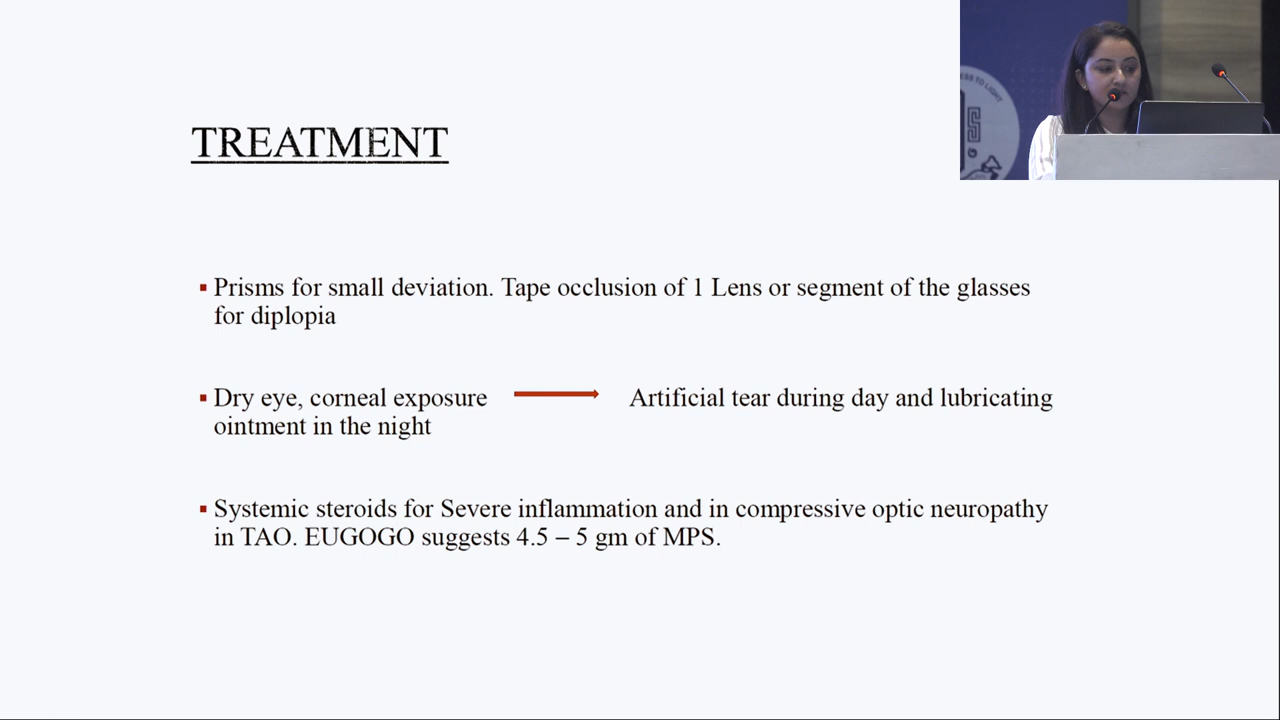 TREATMENT
▪ Prisms for small deviation. Tape occlusion of 1 Lens or segment of the glasses
for diplopia
▪ Dry eye, corneal exposure Artificial tear during day and lubricating
ointment in the night
▪ Systemic steroids for Severe inflammation and in compressive optic neuropathy
in TAO. EUGOGO suggests 4.5 – 5 gm of MPS.
TO LIGHT